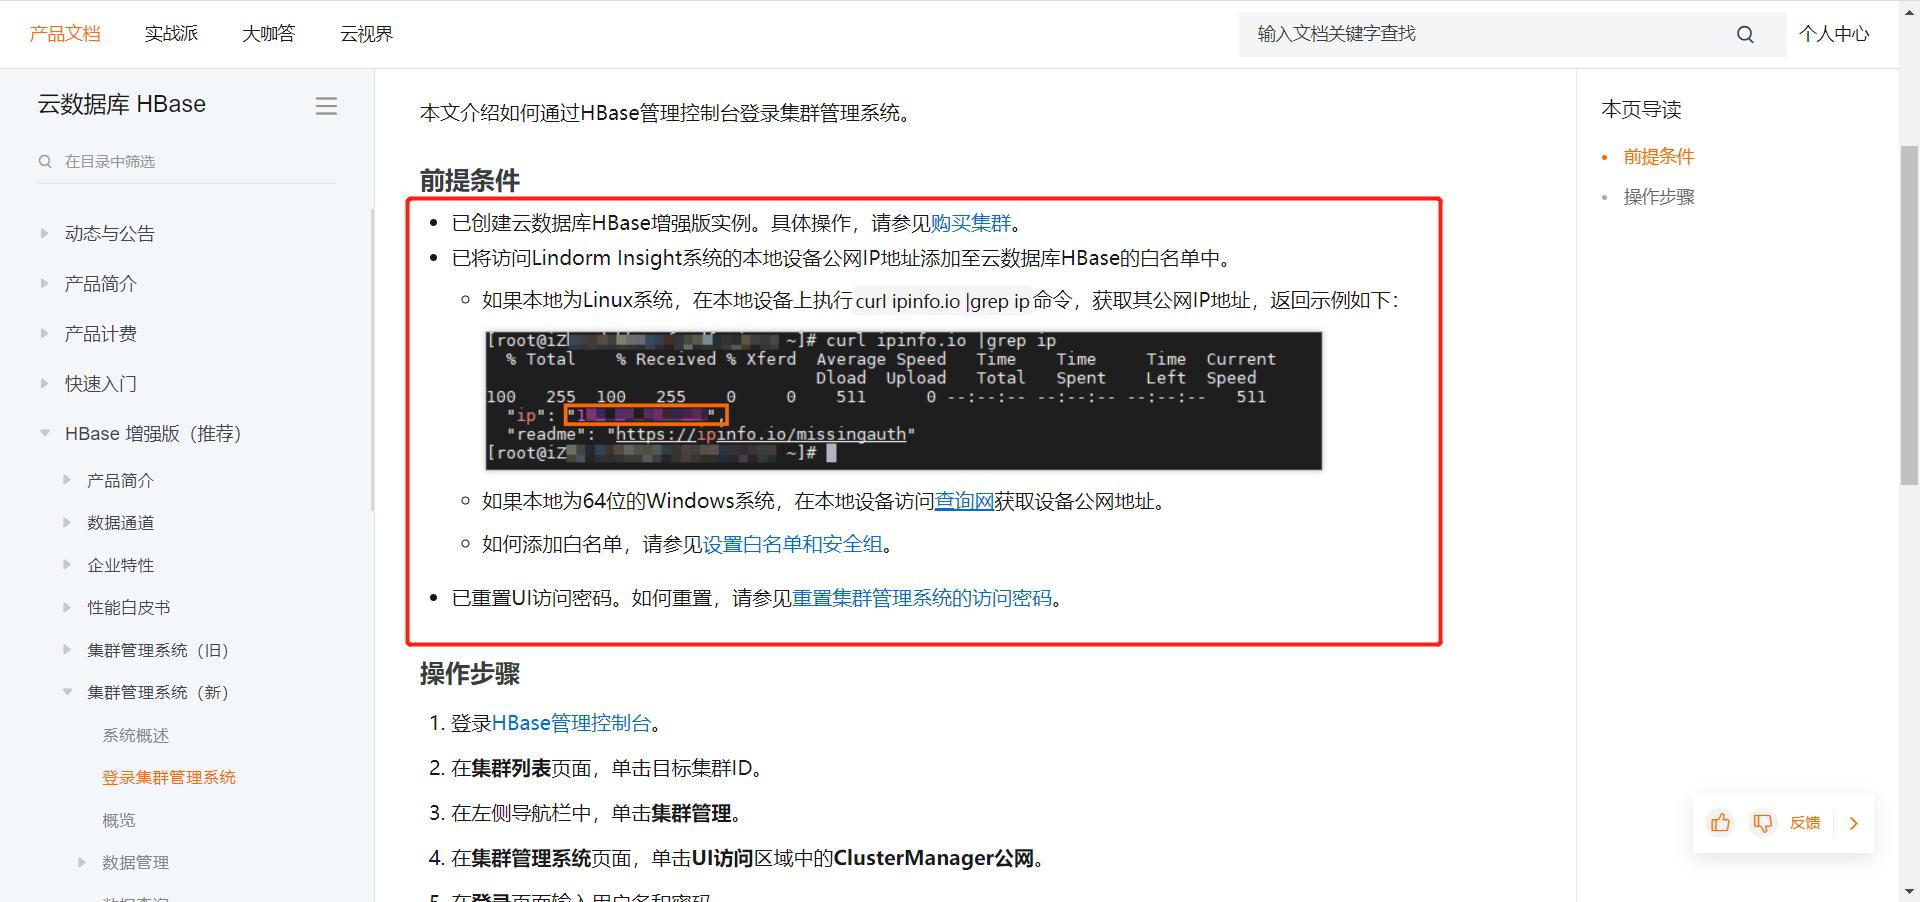 产品文档 实战派 大咖答 云视界 输入文档关键字查找 个人中心
云数据库 HBase
在目录中筛选
动态与公告
产品简介
产品计费
快速入门
HBase 增强版（推荐）
产品简介
数据通道
企业特性
性能白皮书
集群管理系统（旧）
集群管理系统（新）
系统概述
登录集群管理系统
概览
数据管理
本文介绍如何通过HBase管理控制台登录集群管理系统。
前提条件
已创建云数据库HBase增强版实例。具体操作，请参见购买集群。
已将访问Lindorm Insight系统的本地设备公网IP地址添加至云数据库HBase的白名单中。
如果本地为Linux系统，在本地设备上执行curl ipinfo.io |grep ip命令，获取其公网IP地址，返回示例如下：
[root@iZ ~]# curl ipinfo.io |grep ip
% Total % Received % Xferd Average Speed Time Time Time Current
Dload Upload Total Spent Left Speed
100 255 100 255 0 0 511 0 --:--:-- --:--:-- --:--:-- 511
"ip": "1 ",
"readme": "https://ipinfo.io/missingauth"
[root@iZ ~]#
如果本地为64位的Windows系统，在本地设备访问查询网获取设备公网地址。
如何添加白名单，请参见设置白名单和安全组。
已重置UI访问密码。如何重置，请参见重置集群管理系统的访问密码。
操作步骤
1. 登录HBase管理控制台。
2. 在集群列表页面，单击目标集群ID。
3. 在左侧导航栏中，单击集群管理。
4. 在集群管理系统页面，单击UI访问区域中的ClusterManager公网。
5. 在登录页面输入用户名和密码
本页导读
前提条件
操作步骤
反馈